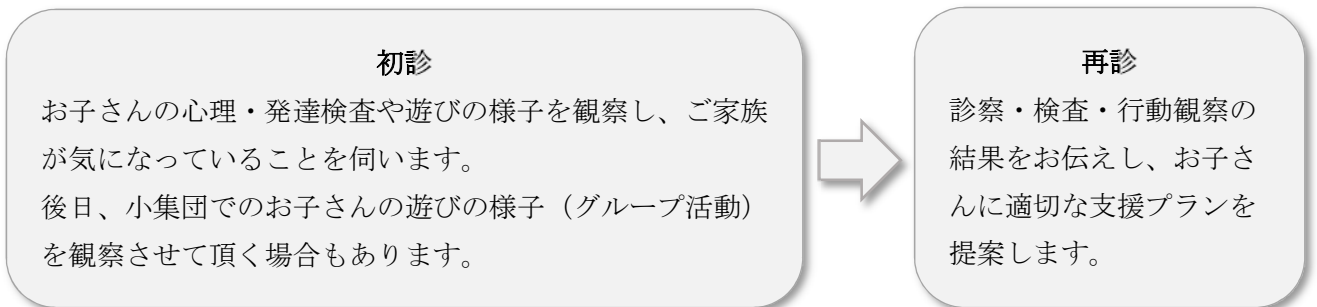 初診
お子さんの心理・発達検査や遊びの様子を観察し、ご家族
が気になっていることを伺います。
後日、小集団でのお子さんの遊びの様子（グループ活動）
を観察させて頂く場合もあります。
再診
診察・検査・行動観察の
結果をお伝えし、お子さ
んに適切な支援プランを
提案します。